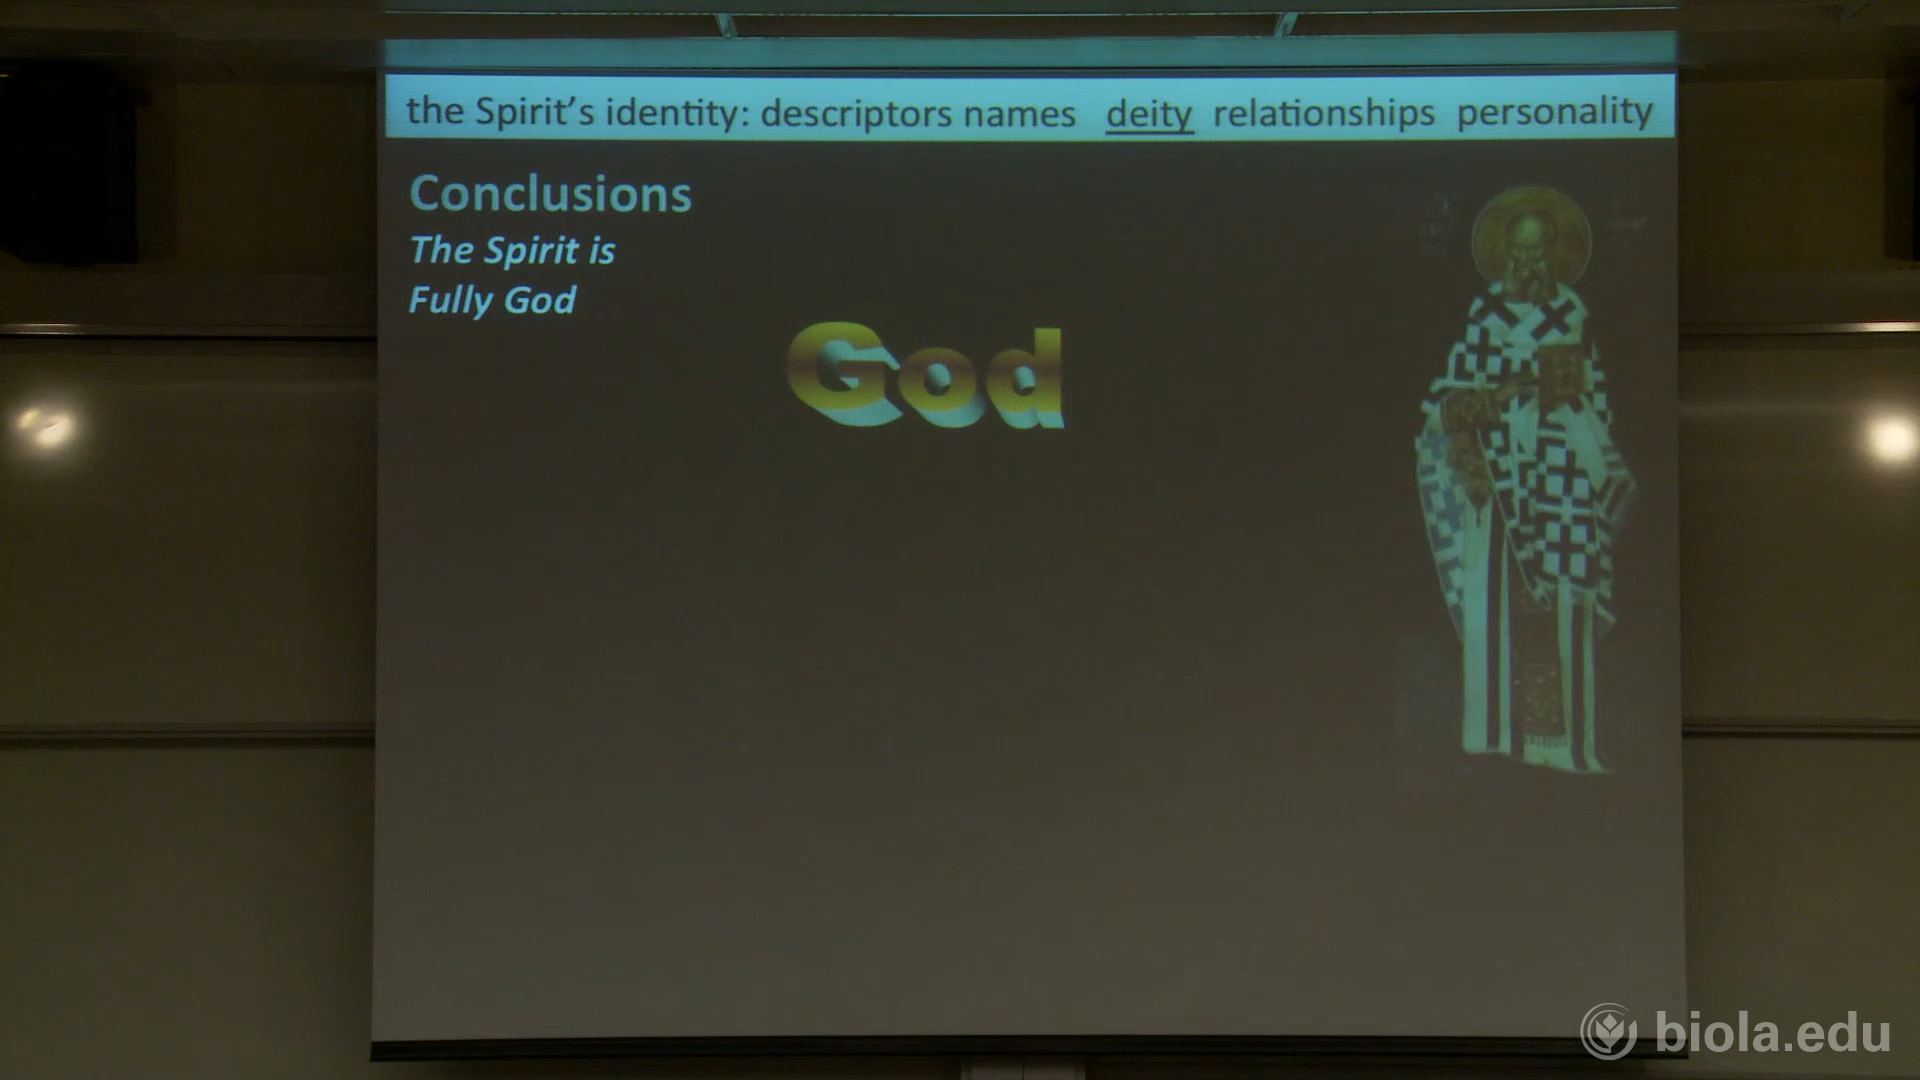 the Spirit's identity: descriptors names deity relationships personality
Conclusions
The Spirit is
Fully God
God
biola.edu